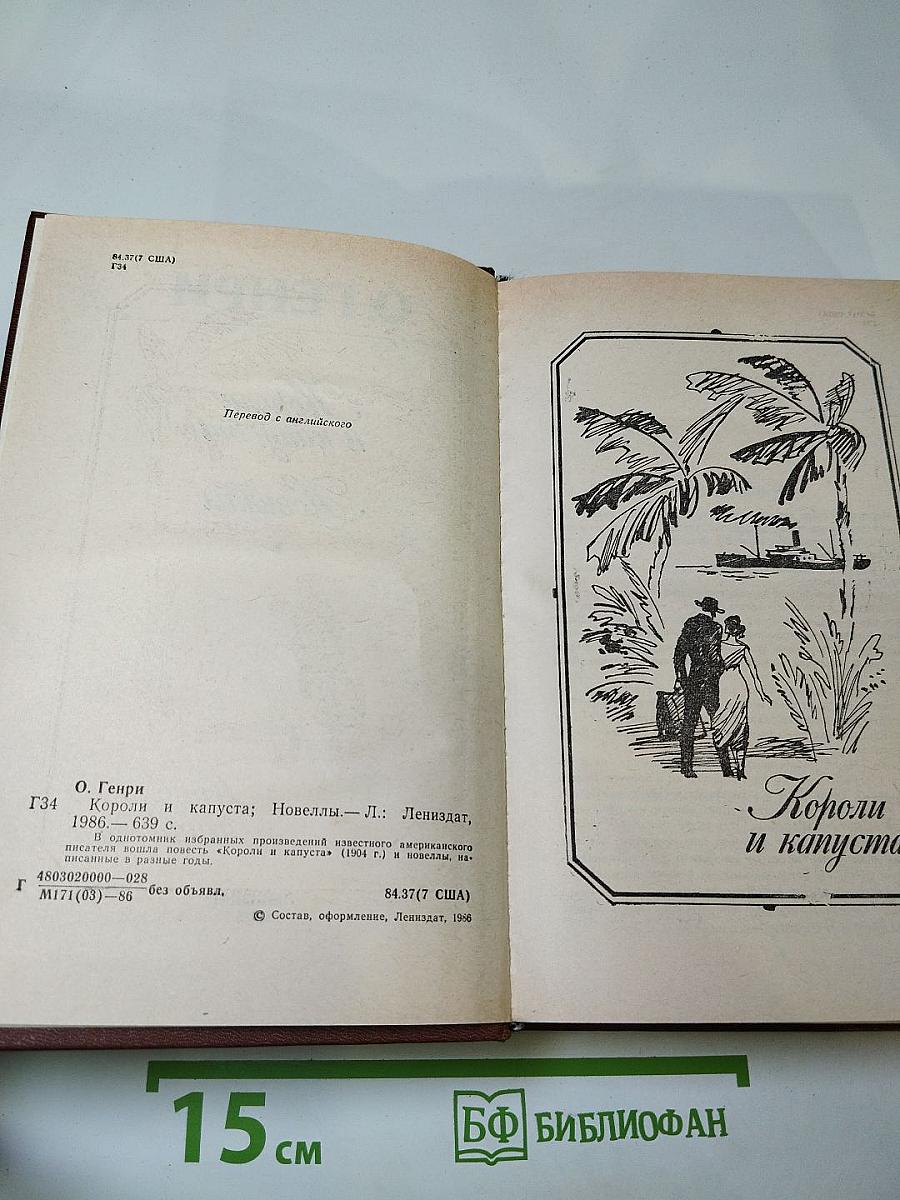 84.37(7 США)
Г34
Перевод с английского
О. Генри
Г34 Короли и капуста; Новеллы.— Л.: Лениздат,
1986.— 639 с.
В однотомник избранных произведений известного американского
писателя вошла повесть «Короли и капуста» (1904 г.) и новеллы, на-
писанные в разные годы.
Г 4803020000—028
М171(03)—86 без объявл. 84.37(7 США)
© Состав, оформление, Лениздат, 1986
Короли
и капуста
15 см
БФ БИБЛИОФАН